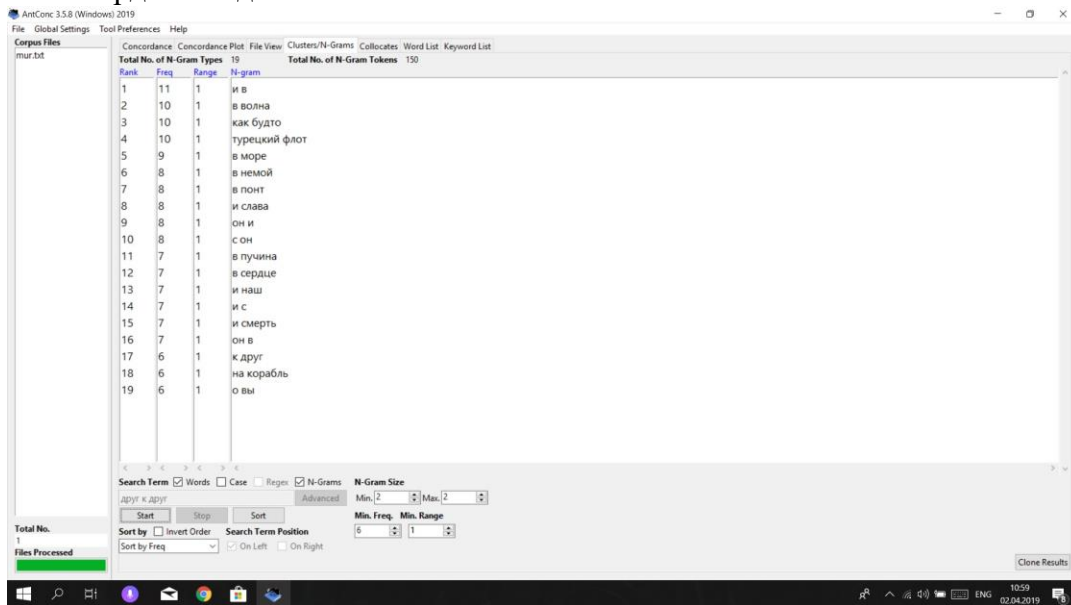 AntConc 3.5.8 (Windows) 2019
File Global Settings Tool Preferences Help
Corpus Files
mur.txt
Concordance Concordance Plot File View Clusters/N-Grams Collocates Word List Keyword List
Total No. of N-Gram Types 19 Total No. of N-Gram Tokens 150
Rank Freq Range N-gram
1 11 1 и в
2 10 1 в волна
3 10 1 как будто
4 10 1 турецкий флот
5 9 1 в море
6 8 1 в немой
7 8 1 в понт
8 8 1 и слава
9 8 1 он и
10 8 1 с он
11 7 1 в пучина
12 7 1 в сердце
13 7 1 и наш
14 7 1 и с
15 7 1 и смерть
16 7 1 он в
17 6 1 к друг
18 6 1 на корабль
19 6 1 о вы
Search Term Words Case Regex N-Grams N-Gram Size
друг к друг Advanced Min. 2 Max. 2
Start Stop Sort Min. Freq. Min. Range
Sort by Invert Order Search Term Position 6 1
Sort by Freq On Left On Right
Total No.
1
Files Processed
Clone Results
ENG 10:59
02.04.2019
8